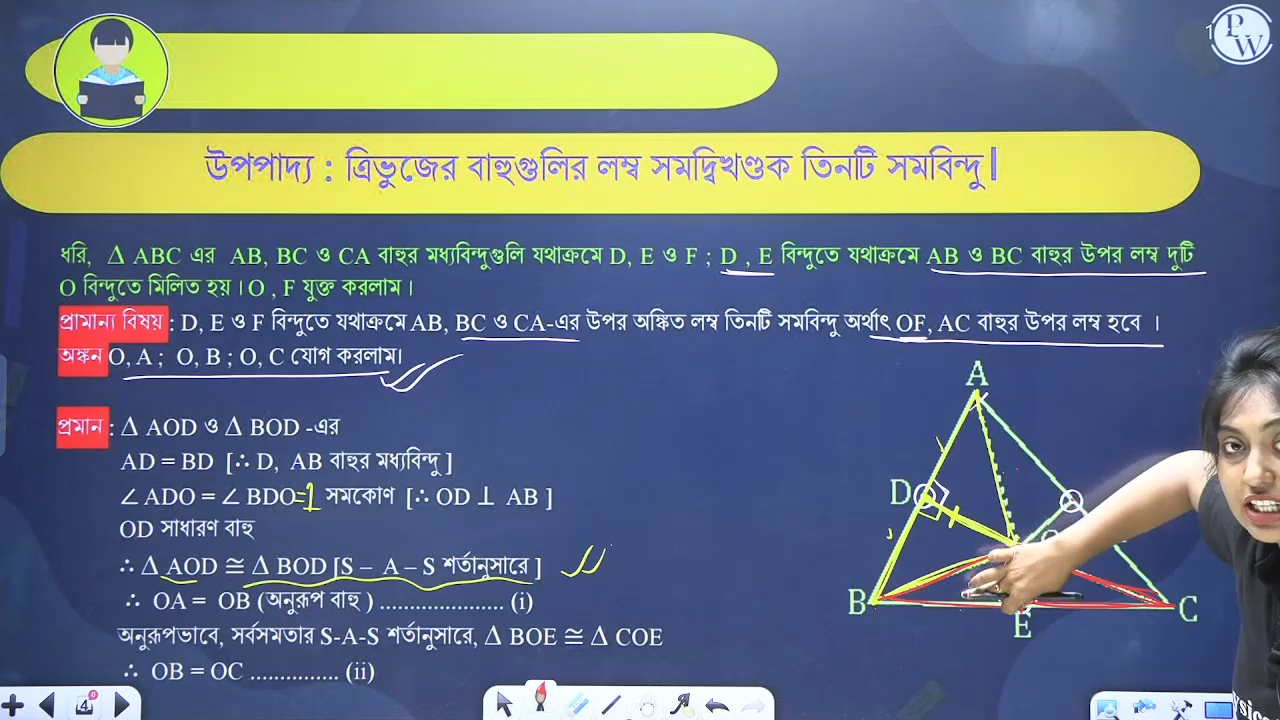 PW
উপপাদ্য : ত্রিভুজের বাহুগুলির লম্ব সমদ্বিখণ্ডক তিনটি সমবিন্দু।
ধরি, Δ ABC এর AB, BC ও CA বাহুর মধ্যবিন্দুগুলি যথাক্রমে D, E ও F ; D , E বিন্দুতে যথাক্রমে AB ও BC বাহুর উপর লম্ব দুটি
O বিন্দুতে মিলিত হয়। O , F যুক্ত করলাম।
প্রামান্য বিষয় : D, E ও F বিন্দুতে যথাক্রমে AB, BC ও CA-এর উপর অঙ্কিত লম্ব তিনটি সমবিন্দু অর্থাৎ OF, AC বাহুর উপর লম্ব হবে ।
অঙ্কন O, A ; O, B ; O, C যোগ করলাম।
প্রমান : Δ AOD ও Δ BOD -এর
AD = BD [∴ D, AB বাহুর মধ্যবিন্দু ]
∠ ADO = ∠ BDO=1 সমকোণ [∴ OD ⊥ AB ]
OD সাধারণ বাহু
∴ Δ AOD ≅ Δ BOD [S – A – S শর্তানুসারে ]
∴ OA = OB (অনুরূপ বাহু ) ...................... (i)
অনুরূপভাবে, সর্বসমতার S-A-S শর্তানুসারে, Δ BOE ≅ Δ COE
∴ OB = OC ................ (ii)
A
D
B
E
C
4
0